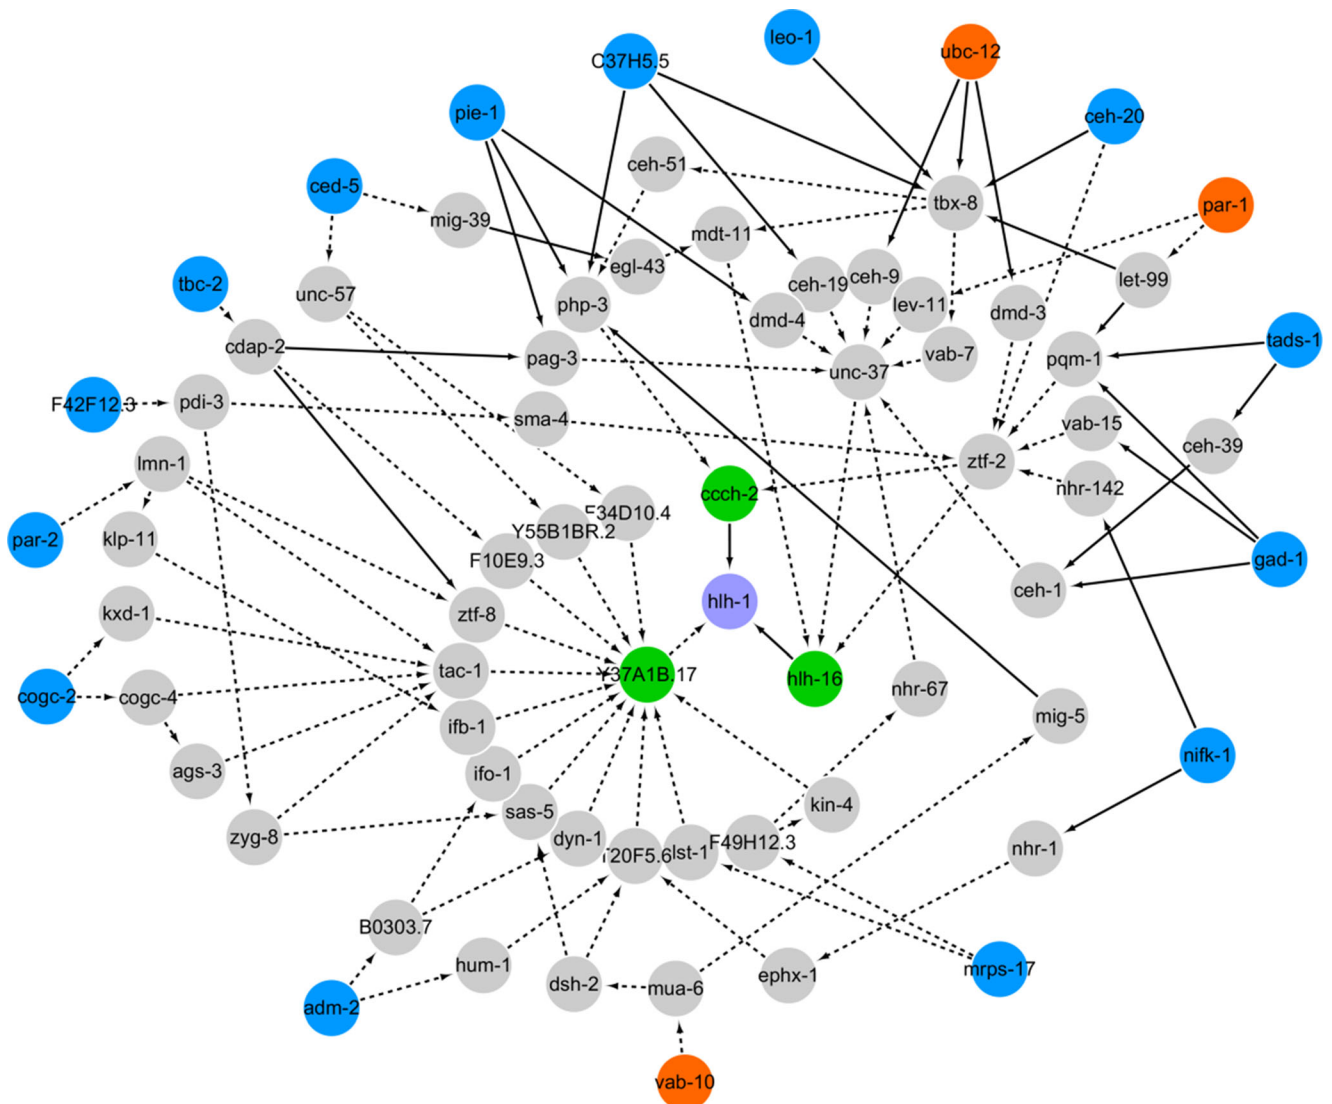 leo-1
ubc-12
C37H5.5
pie-1
ceh-20
ceh-51
ced-5
tbx-8
par-1
mig-39
mdt-11
egl-43
ceh-19
ceh-9
let-99
tbc-2
unc-57
php-3
lev-11
dmd-3
dmd-4
cdap-2
tads-1
pag-3
unc-37
vab-7
pqm-1
F42F12.3
pdi-3
sma-4
vab-15
ceh-39
lmn-1
ztf-2
ccch-2
nhr-142
F34D10.4
Y55B1BR.2
par-2
klp-11
F10E9.3
gad-1
ceh-1
hlh-1
kxd-1
ztf-8
tac-1
Y37A1B.17
hlh-16
nhr-67
cogc-2
cogc-4
mig-5
ifb-1
nifk-1
ags-3
ifo-1
kin-4
sas-5
zyg-8
dyn-1
T20F5.6
lst-1
F49H12.3
nhr-1
B0303.7
hum-1
dsh-2
mua-6
ephx-1
mrps-17
adm-2
vab-10